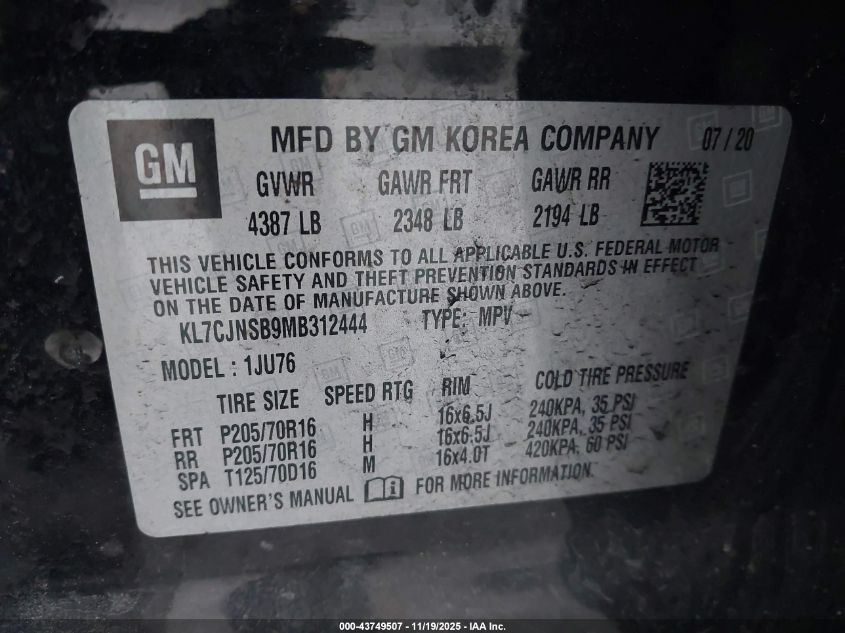 GM
MFD BY GM KOREA COMPANY 07/20
GVWR GAWR FRT GAWR RR
4387 LB 2348 LB 2194 LB
THIS VEHICLE CONFORMS TO ALL APPLICABLE U.S. FEDERAL MOTOR
VEHICLE SAFETY AND THEFT PREVENTION STANDARDS IN EFFECT
ON THE DATE OF MANUFACTURE SHOWN ABOVE.
KL7CJNSB9MB312444 TYPE: MPV
MODEL: 1JU76
TIRE SIZE SPEED RTG RIM COLD TIRE PRESSURE
FRT P205/70R16 H 16x6.5J 240KPA, 35 PSI
RR P205/70R16 H 16x6.5J 240KPA, 35 PSI
SPA T125/70D16 M 16x4.0T 420KPA, 60 PSI
SEE OWNER'S MANUAL i FOR MORE INFORMATION.
000-43749507 - 11/19/2025 - IAA Inc.